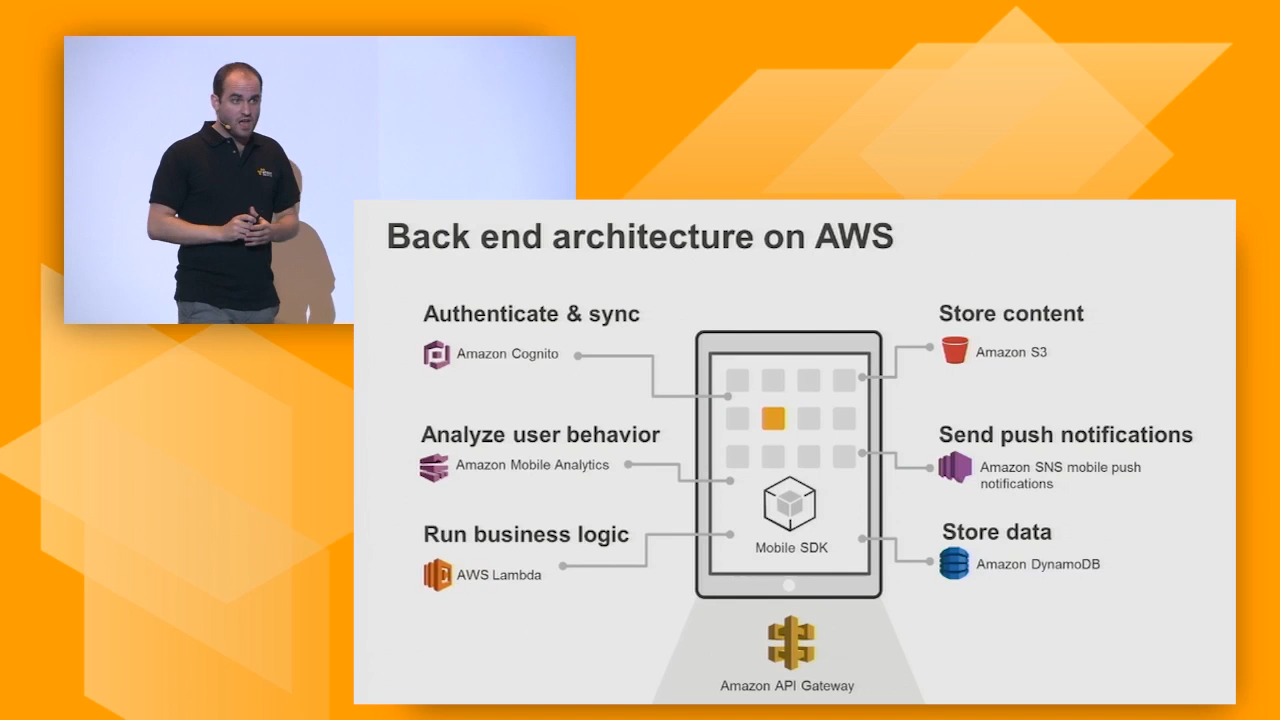 Back end architecture on AWS
Authenticate & sync
Amazon Cognito
Analyze user behavior
Amazon Mobile Analytics
Run business logic
AWS Lambda
Store content
Amazon S3
Send push notifications
Amazon SNS mobile push
notifications
Store data
Amazon DynamoDB
Mobile SDK
Amazon API Gateway